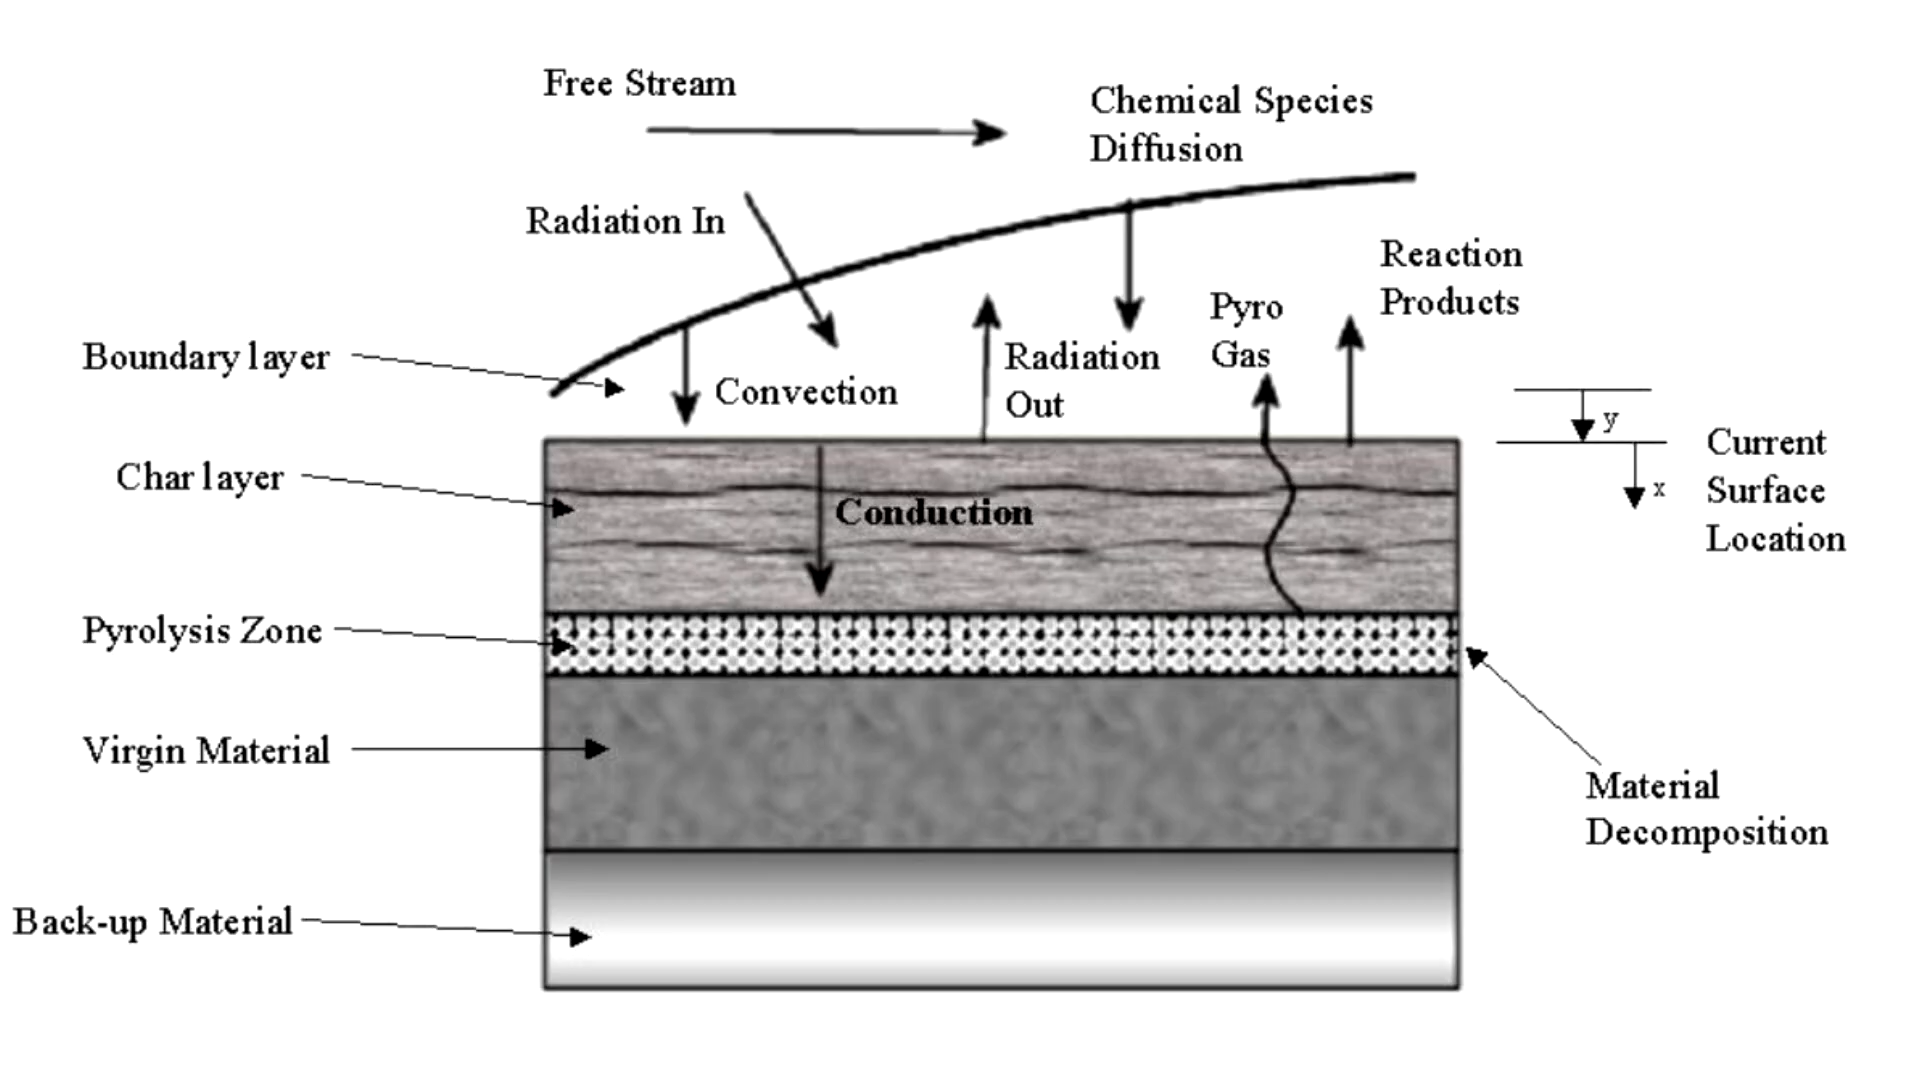 Free Stream
Chemical Species
Diffusion
Radiation In
Reaction
Products
Pyro
Gas
Boundary layer
Radiation
Out
Convection
y
Current
Surface
Location
x
Char layer
Conduction
Pyrolysis Zone
Virgin Material
Material
Decomposition
Back-up Material